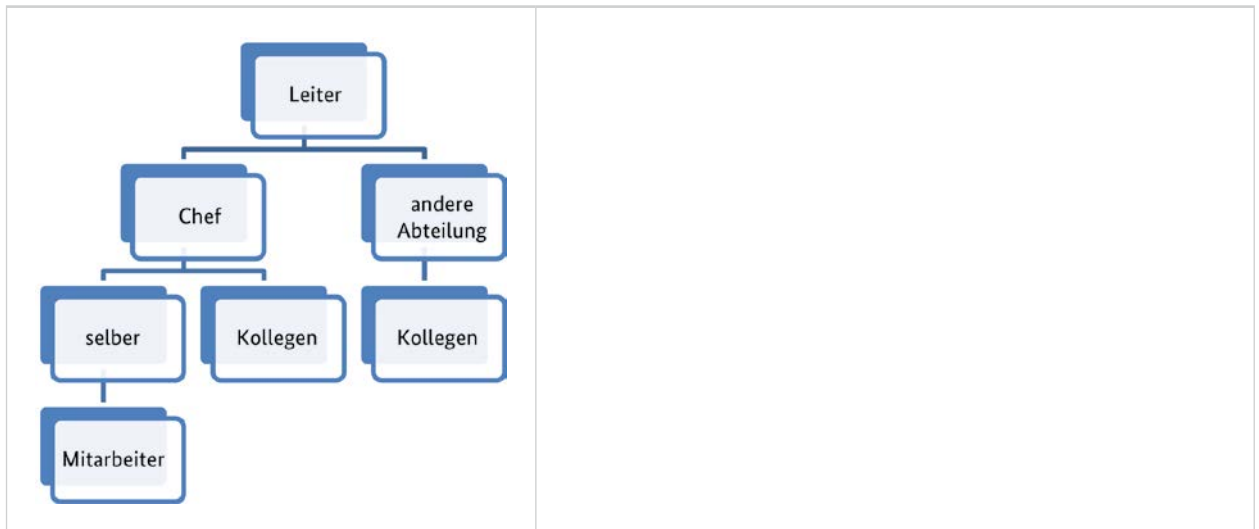 Leiter
Chef
andere
Abteilung
selber
Kollegen
Kollegen
Mitarbeiter